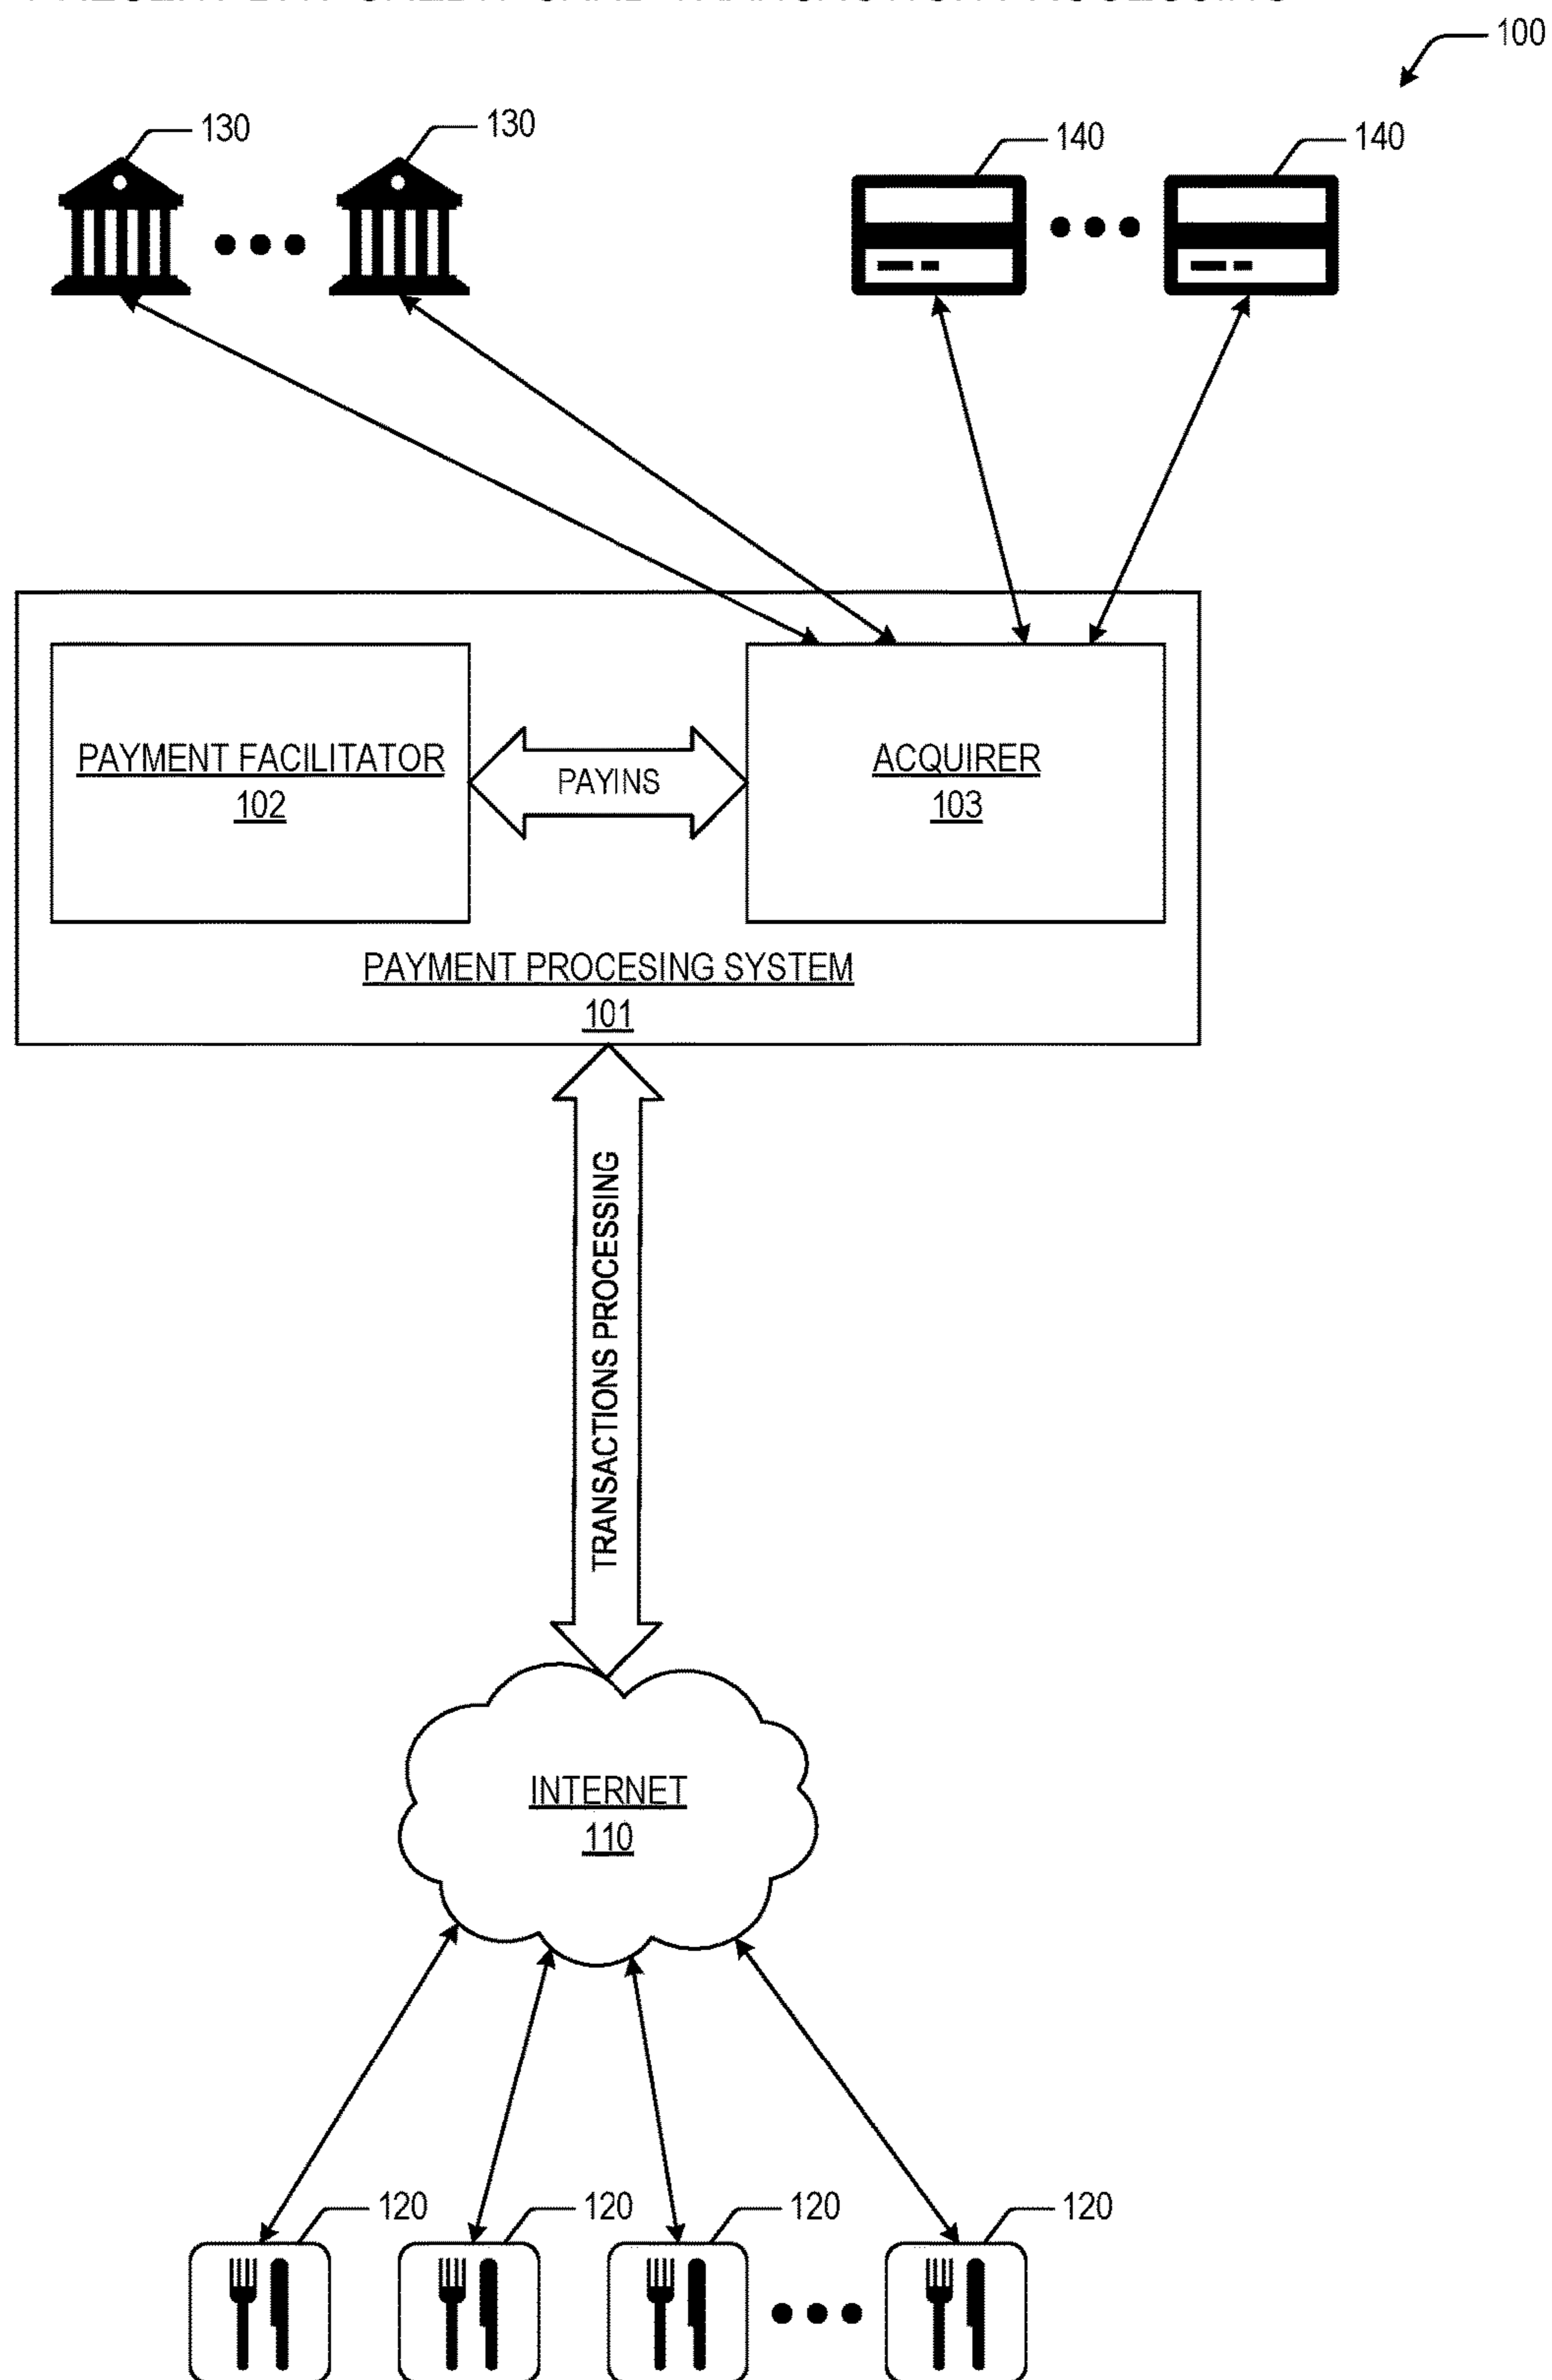 100
130
130
140
140
PAYMENT FACILITATOR
102
PAYINS
ACQUIRER
103
PAYMENT PROCESING SYSTEM
101
TRANSACTIONS PROCESSING
INTERNET
110
120
120
120
120